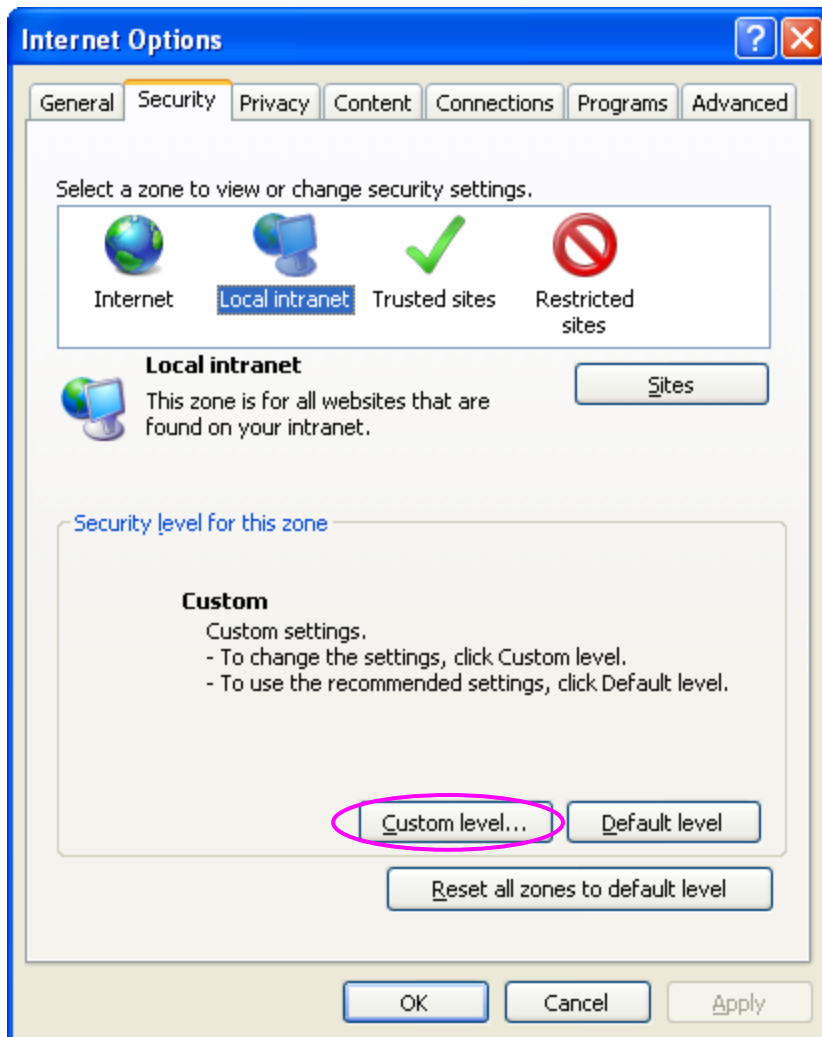 Internet Options
?
General Security Privacy Content Connections Programs Advanced
Select a zone to view or change security settings.
Internet Local intranet Trusted sites Restricted sites
Local intranet
Sites
This zone is for all websites that are
found on your intranet.
Security level for this zone
Custom
Custom settings.
- To change the settings, click Custom level.
- To use the recommended settings, click Default level.
Custom level... Default level
Reset all zones to default level
OK Cancel Apply